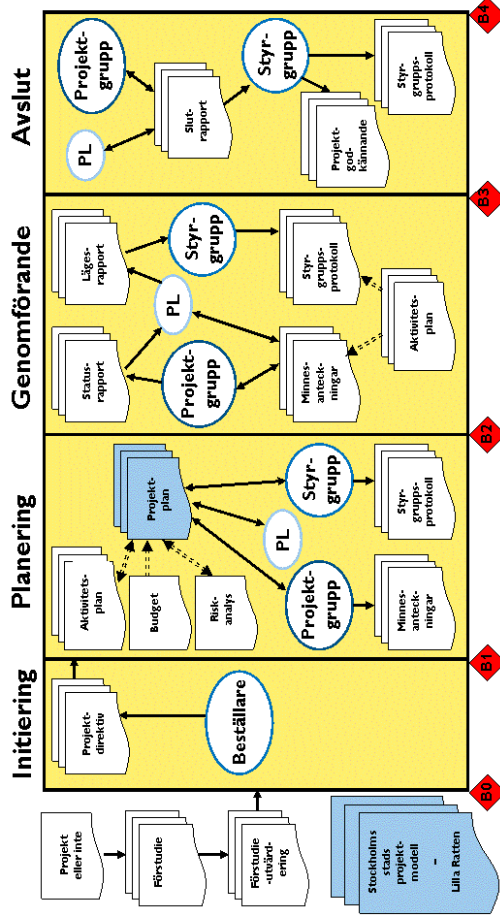 Projekt
eller inte
Förstudie
Förstudie
-utvärd-
ering
Stockholms
stads
projekt-
modell
–
Lilla Ratten
B0
Initiering
Projekt-
direktiv
Beställare
B1
Planering
Aktivitets-
plan
Budget
Risk-
analys
Projekt-
plan
Projekt-
grupp
PL
Styr-
grupp
Minnes-
anteck-
ningar
Styr-
grupps-
protokoll
B2
Genomförande
Status-
rapport
Läges-
rapport
Projekt-
grupp
PL
Styr-
grupp
Minnes-
anteck-
ningar
Styr-
grupps-
protokoll
Aktivitets-
plan
B3
Avslut
PL
Projekt-
grupp
Slut-
rapport
Styr-
grupp
Projekt-
god-
kännande
Styr-
grupps-
protokoll
B4